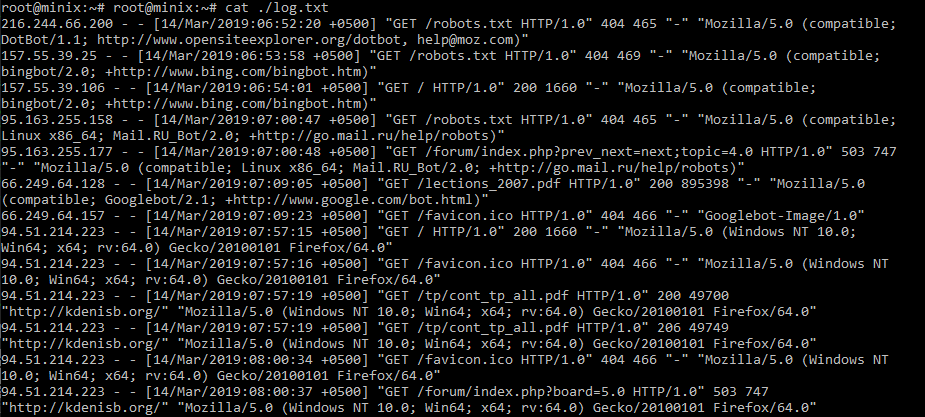 root@minix:~# root@minix:~# cat ./log.txt
216.244.66.200 - - [14/Mar/2019:06:52:20 +0500] "GET /robots.txt HTTP/1.0" 404 465 "-" "Mozilla/5.0 (compatible;
DotBot/1.1; http://www.opensiteexplorer.org/dotbot, help@moz.com)"
157.55.39.25 - - [14/Mar/2019:06:53:58 +0500] "GET /robots.txt HTTP/1.0" 404 469 "-" "Mozilla/5.0 (compatible;
bingbot/2.0; +http://www.bing.com/bingbot.htm)"
157.55.39.106 - - [14/Mar/2019:06:54:01 +0500] "GET / HTTP/1.0" 200 1660 "-" "Mozilla/5.0 (compatible;
bingbot/2.0; +http://www.bing.com/bingbot.htm)"
95.163.255.158 - - [14/Mar/2019:07:00:47 +0500] "GET /robots.txt HTTP/1.0" 404 465 "-" "Mozilla/5.0 (compatible;
Linux x86_64; Mail.RU_Bot/2.0; +http://go.mail.ru/help/robots)"
95.163.255.177 - - [14/Mar/2019:07:00:48 +0500] "GET /forum/index.php?prev_next=next;topic=4.0 HTTP/1.0" 503 747
"-" "Mozilla/5.0 (compatible; Linux x86_64; Mail.RU_Bot/2.0; +http://go.mail.ru/help/robots)"
66.249.64.128 - - [14/Mar/2019:07:09:05 +0500] "GET /lections_2007.pdf HTTP/1.0" 200 895398 "-" "Mozilla/5.0
(compatible; Googlebot/2.1; +http://www.google.com/bot.html)"
66.249.64.157 - - [14/Mar/2019:07:09:23 +0500] "GET /favicon.ico HTTP/1.0" 404 466 "-" "Googlebot-Image/1.0"
94.51.214.223 - - [14/Mar/2019:07:57:15 +0500] "GET / HTTP/1.0" 200 1660 "-" "Mozilla/5.0 (Windows NT 10.0;
Win64; x64; rv:64.0) Gecko/20100101 Firefox/64.0"
94.51.214.223 - - [14/Mar/2019:07:57:16 +0500] "GET /favicon.ico HTTP/1.0" 404 466 "-" "Mozilla/5.0 (Windows NT
10.0; Win64; x64; rv:64.0) Gecko/20100101 Firefox/64.0"
94.51.214.223 - - [14/Mar/2019:07:57:19 +0500] "GET /tp/cont_tp_all.pdf HTTP/1.0" 200 49700
"http://kdenisb.org/" "Mozilla/5.0 (Windows NT 10.0; Win64; x64; rv:64.0) Gecko/20100101 Firefox/64.0"
94.51.214.223 - - [14/Mar/2019:07:57:19 +0500] "GET /tp/cont_tp_all.pdf HTTP/1.0" 206 49749
"http://kdenisb.org/" "Mozilla/5.0 (Windows NT 10.0; Win64; x64; rv:64.0) Gecko/20100101 Firefox/64.0"
94.51.214.223 - - [14/Mar/2019:08:00:34 +0500] "GET /favicon.ico HTTP/1.0" 404 466 "-" "Mozilla/5.0 (Windows NT
10.0; Win64; x64; rv:64.0) Gecko/20100101 Firefox/64.0"
94.51.214.223 - - [14/Mar/2019:08:00:37 +0500] "GET /forum/index.php?board=5.0 HTTP/1.0" 503 747
"http://kdenisb.org/" "Mozilla/5.0 (Windows NT 10.0; Win64; x64; rv:64.0) Gecko/20100101 Firefox/64.0"